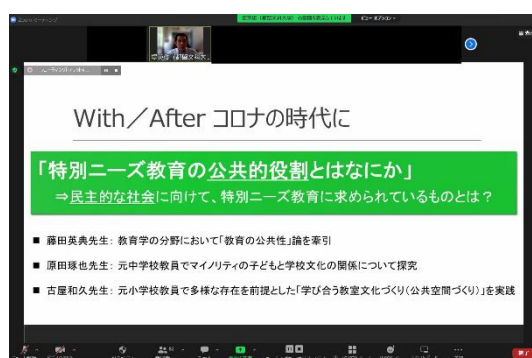 With／After コロナの時代に
「特別ニーズ教育の公共的役割とはなにか」
⇒民主的な社会に向けて、特別ニーズ教育に求められているものとは？
■ 藤田英典先生: 教育学の分野において「教育の公共性」論を牽引
■ 原田琢也先生: 元中学校教員でマイノリティの子どもと学校文化の関係について探究
■ 古屋和久先生: 元小学校教員で多様な存在を前提とした「学び合う教室文化づくり(公共空間づくり)」を実践